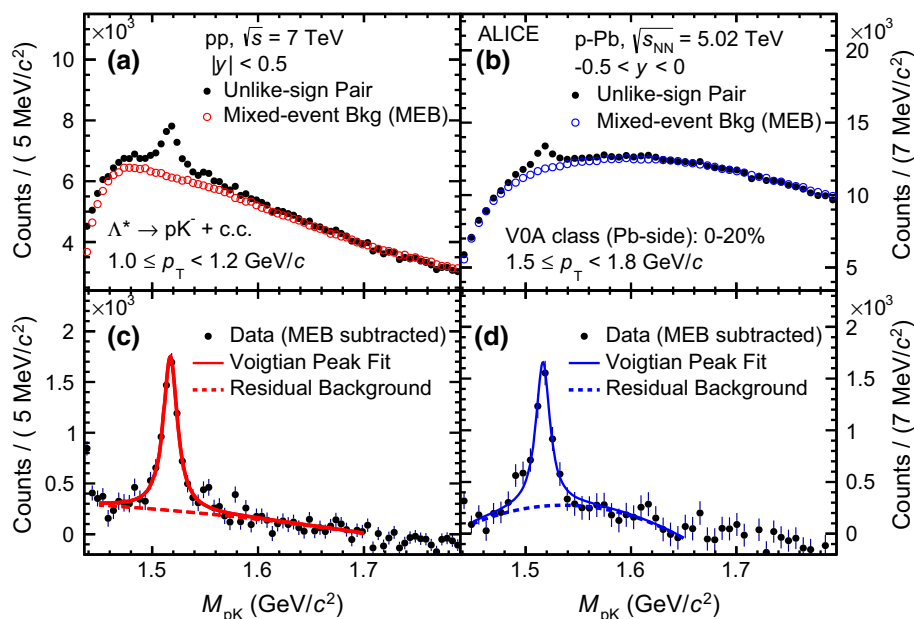 ×10³
10
8
6
4
Counts / ( 5 MeV/c²)
(a)
pp, √s = 7 TeV
|y| < 0.5
Unlike-sign Pair
Mixed-event Bkg (MEB)
Λ* → pK⁻ + c.c.
1.0 ≤ p_T < 1.2 GeV/c
ALICE
p-Pb, √s_NN = 5.02 TeV
(b)
-0.5 < y < 0
Unlike-sign Pair
Mixed-event Bkg (MEB)
V0A class (Pb-side): 0-20%
1.5 ≤ p_T < 1.8 GeV/c
×10³
20
15
10
5
Counts / (7 MeV/c²)
×10³
2
1.5
1
0.5
0
Counts / ( 5 MeV/c²)
(c)
Data (MEB subtracted)
Voigtian Peak Fit
Residual Background
1.5
1.6
1.7
M_pK (GeV/c²)
(d)
Data (MEB subtracted)
Voigtian Peak Fit
Residual Background
1.5
1.6
1.7
M_pK (GeV/c²)
×10³
2
1.5
1
0.5
0
Counts / (7 MeV/c²)